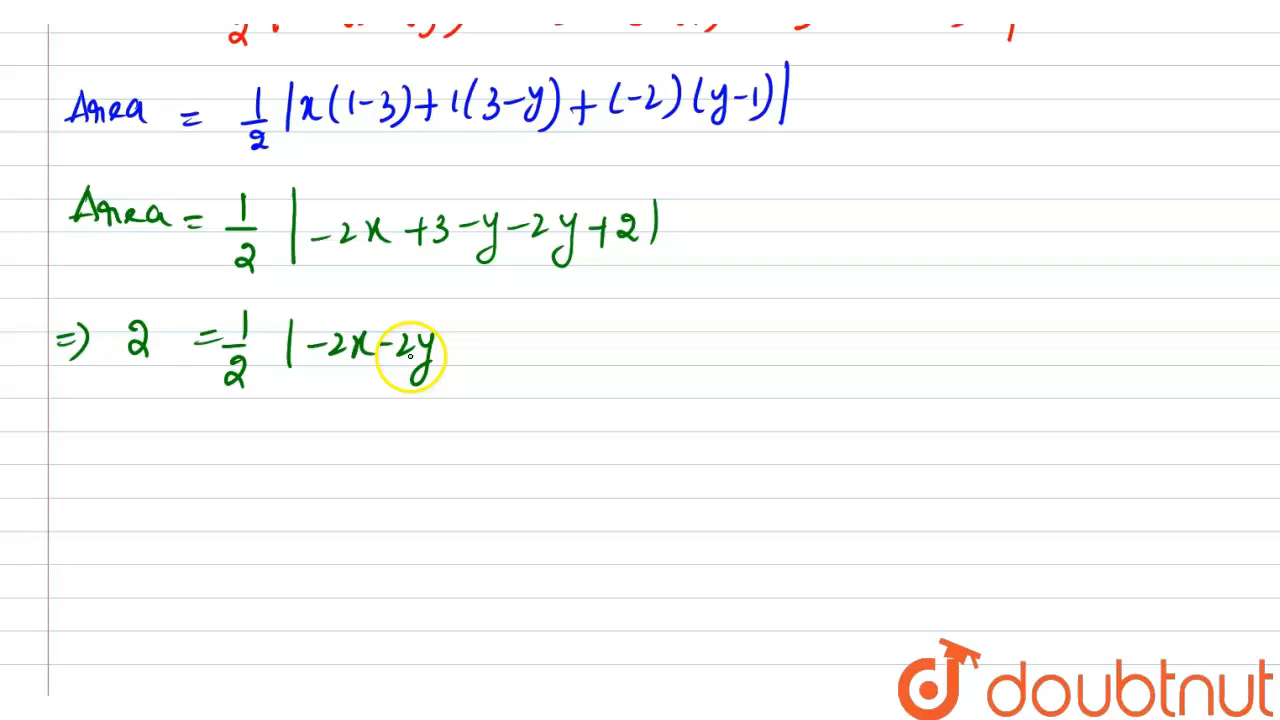 Area = 1/2 |x(1-3)+1(3-y)+(-2)(y-1)|
Area = 1/2 |-2x+3-y-2y+2|
=> 2 = 1/2 |-2x-2y
doubtnut